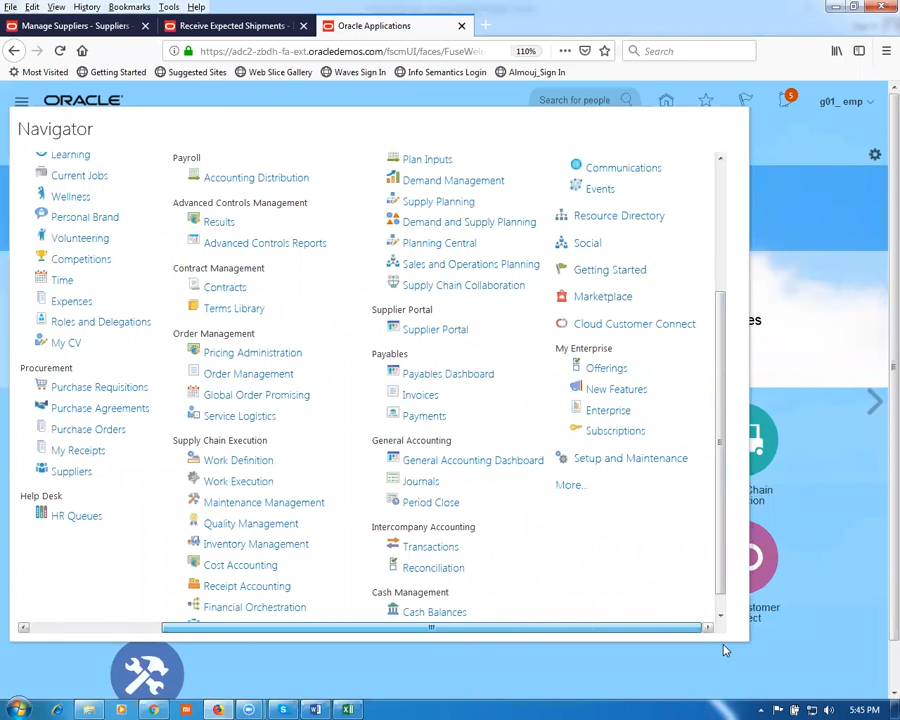 File Edit View History Bookmarks Tools Help
Manage Suppliers - Suppliers -
Receive Expected Shipments -
Oracle Applications
https://adc2-zbdh-fa-ext.oracledemos.com/fscmUI/faces/FuseWel
110%
Search
Most Visited
Getting Started
Suggested Sites
Web Slice Gallery
Waves Sign In
Info Semantics Login
Almouj_Sign In
ORACLE
Search for people
5
g01_ emp
Navigator
Learning
Current Jobs
Wellness
Personal Brand
Volunteering
Competitions
Time
Expenses
Roles and Delegations
My CV
Procurement
Purchase Requisitions
Purchase Agreements
Purchase Orders
My Receipts
Suppliers
Help Desk
HR Queues
Payroll
Accounting Distribution
Advanced Controls Management
Results
Advanced Controls Reports
Contract Management
Contracts
Terms Library
Order Management
Pricing Administration
Order Management
Global Order Promising
Service Logistics
Supply Chain Execution
Work Definition
Work Execution
Maintenance Management
Quality Management
Inventory Management
Cost Accounting
Receipt Accounting
Financial Orchestration
Plan Inputs
Demand Management
Supply Planning
Demand and Supply Planning
Planning Central
Sales and Operations Planning
Supply Chain Collaboration
Supplier Portal
Supplier Portal
Payables
Payables Dashboard
Invoices
Payments
General Accounting
General Accounting Dashboard
Journals
Period Close
Intercompany Accounting
Transactions
Reconciliation
Cash Management
Cash Balances
Communications
Events
Resource Directory
Social
Getting Started
Marketplace
Cloud Customer Connect
My Enterprise
Offerings
New Features
Enterprise
Subscriptions
Setup and Maintenance
More...
es
Chain
tion
stomer
ect
5:45 PM